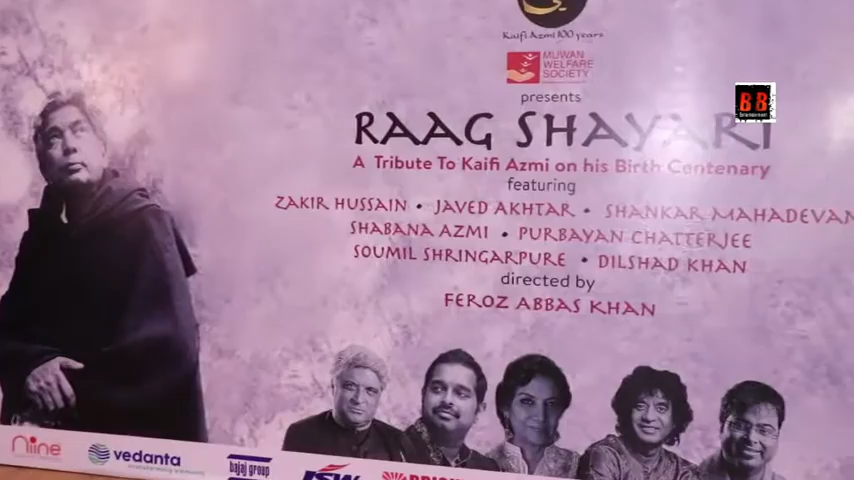 Kaifi Azmi 100 years
MIJWAN
WELFARE
SOCIETY
presents
BB
RAAG SHAYARI
A Tribute To Kaifi Azmi on his Birth Centenary
featuring
ZAKIR HUSSAIN • JAVED AKHTAR • SHANKAR MAHADEVAN
SHABANA AZMI • PURBAYAN CHATTERJEE
SOUMIL SHRINGARPURE • DILSHAD KHAN
directed by
FEROZ ABBAS KHAN
niine
vedanta
bajaj group
JSW